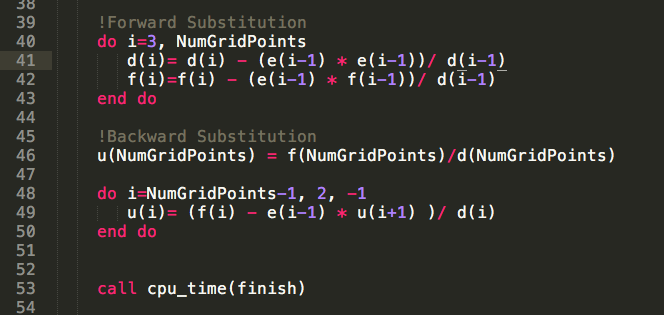 38
39 !Forward Substitution
40 do i=3, NumGridPoints
41 d(i)= d(i) - (e(i-1) * e(i-1))/ d(i-1)
42 f(i)=f(i) - (e(i-1) * f(i-1))/ d(i-1)
43 end do
44
45 !Backward Substitution
46 u(NumGridPoints) = f(NumGridPoints)/d(NumGridPoints)
47
48 do i=NumGridPoints-1, 2, -1
49 u(i)= (f(i) - e(i-1) * u(i+1) )/ d(i)
50 end do
51
52
53 call cpu_time(finish)
54